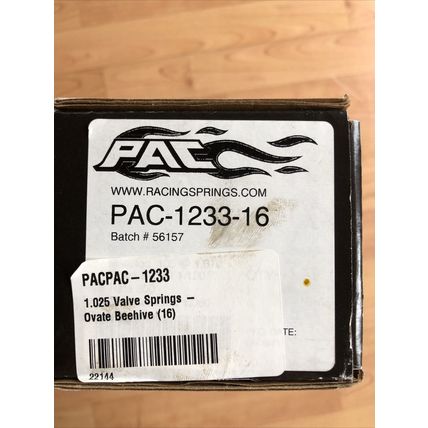 PAC
WWW.RACINGSPRINGS.COM
PAC-1233-16
Batch # 56157
PACPAC-1233
1.025 Valve Springs –
Ovate Beehive (16)
TE:
22144